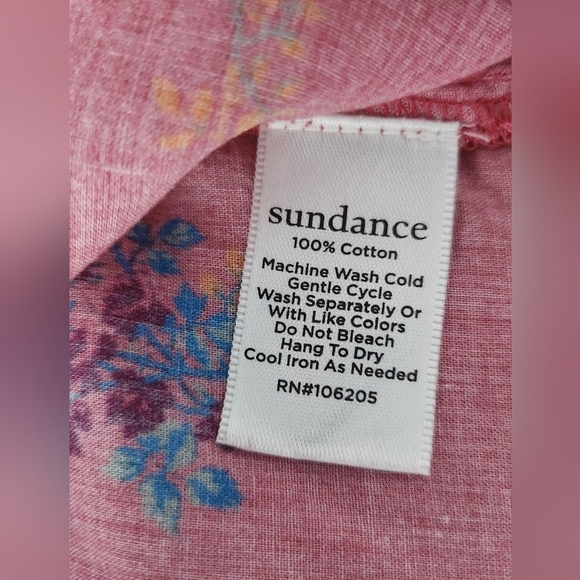 sundance
100% Cotton
Machine Wash Cold
Gentle Cycle
Wash Separately Or
With Like Colors
Do Not Bleach
Hang To Dry
Cool Iron As Needed
RN#106205